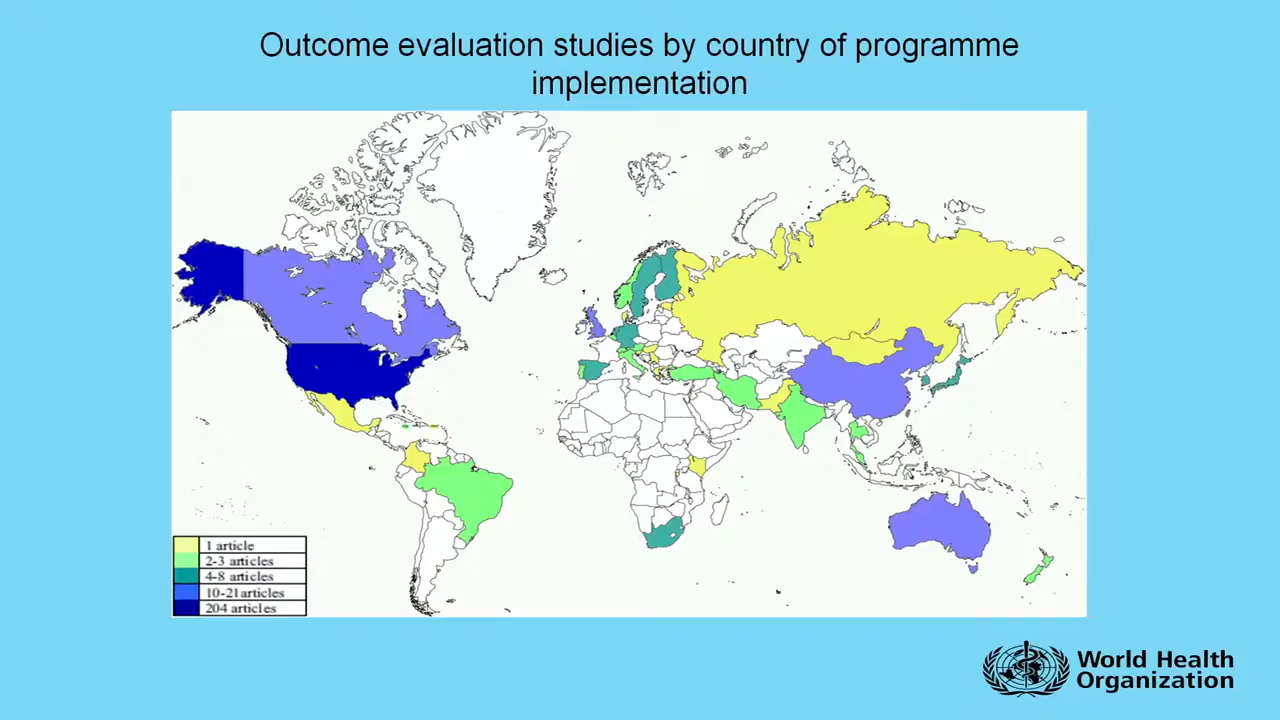 Outcome evaluation studies by country of programme
implementation
1 article
2-3 articles
4-8 articles
10-21articles
204 articles
World Health
Organization